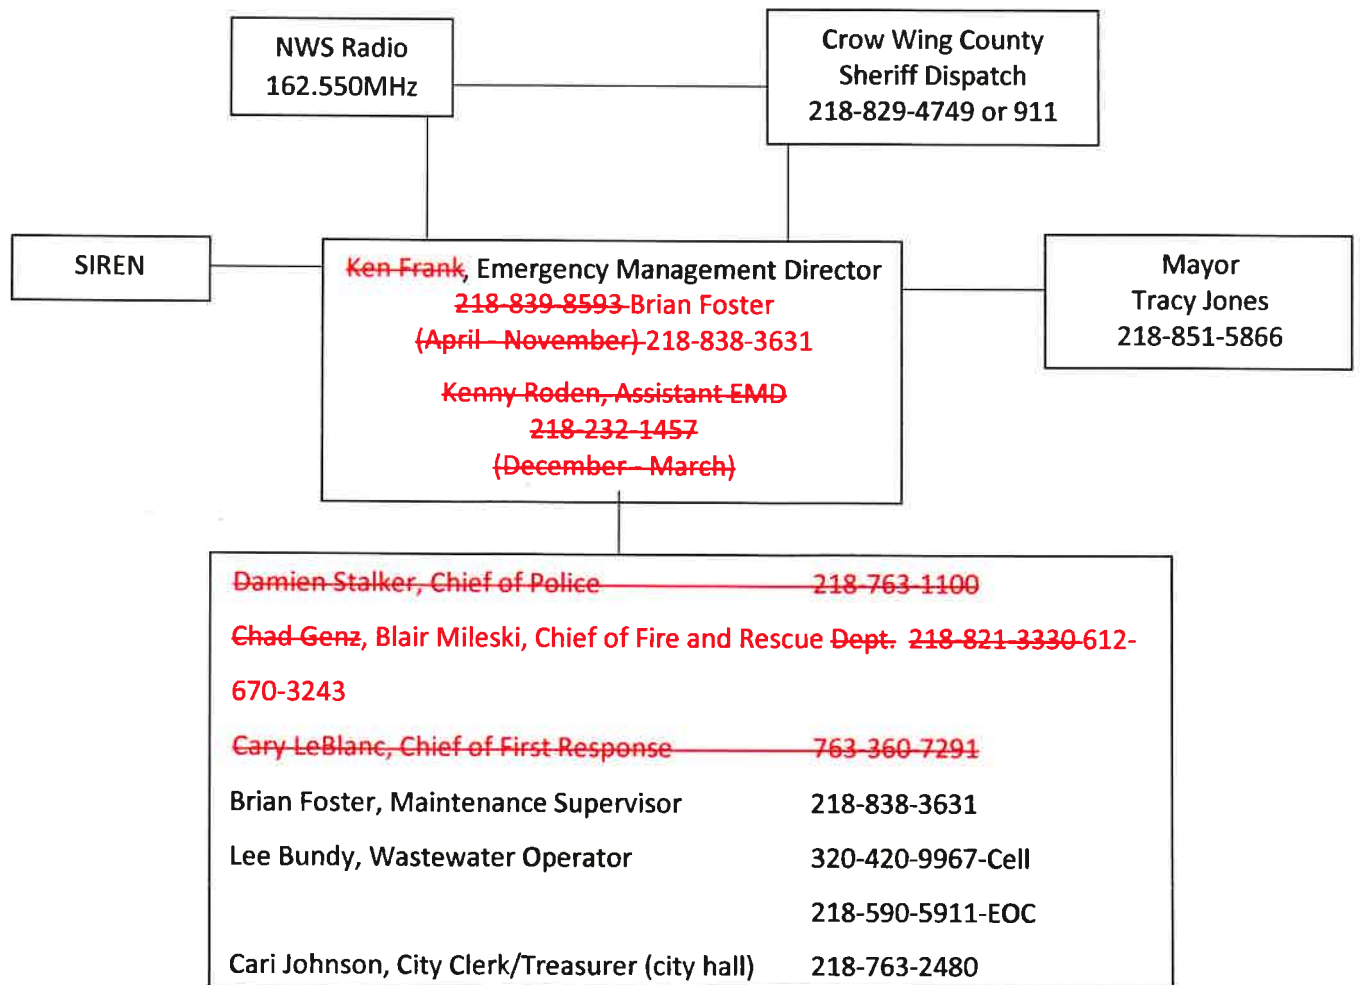 NWS Radio
162.550MHz
Crow Wing County
Sheriff Dispatch
218-829-4749 or 911
SIREN
Ken Frank, Emergency Management Director
218-839-8593 Brian Foster
(April - November) 218-838-3631
Kenny Roden, Assistant EMD
218-232-1457
(December - March)
Mayor
Tracy Jones
218-851-5866
Damien Stalker, Chief of Police 218-763-1100
Chad Genz, Blair Mileski, Chief of Fire and Rescue Dept. 218-821-3330 612-
670-3243
Cary LeBlanc, Chief of First Response 763-360-7291
Brian Foster, Maintenance Supervisor 218-838-3631
Lee Bundy, Wastewater Operator 320-420-9967-Cell
218-590-5911-EOC
Cari Johnson, City Clerk/Treasurer (city hall) 218-763-2480